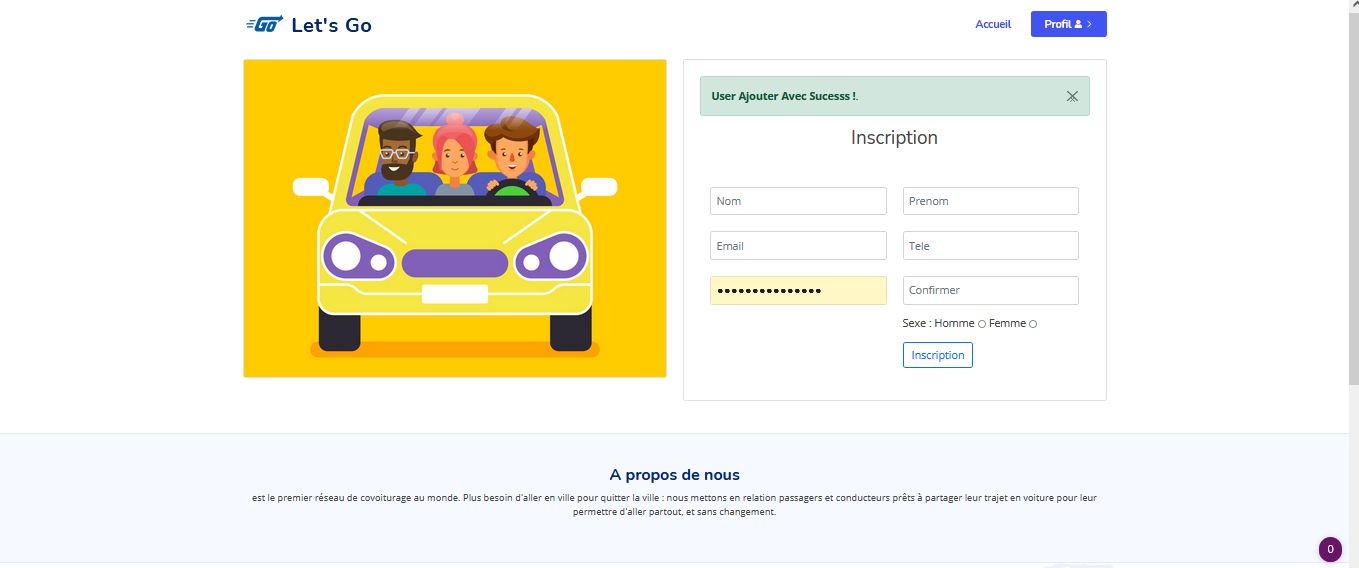 Go Let's Go
Accueil
Profil
User Ajouter Avec Sucesss !.
Inscription
Nom
Prenom
Email
Tele
•••••••••••••••
Confirmer
Sexe : Homme Femme
Inscription
A propos de nous
est le premier réseau de covoiturage au monde. Plus besoin d'aller en ville pour quitter la ville : nous mettons en relation passagers et conducteurs prêts à partager leur trajet en voiture pour leur
permettre d'aller partout, et sans changement.
0